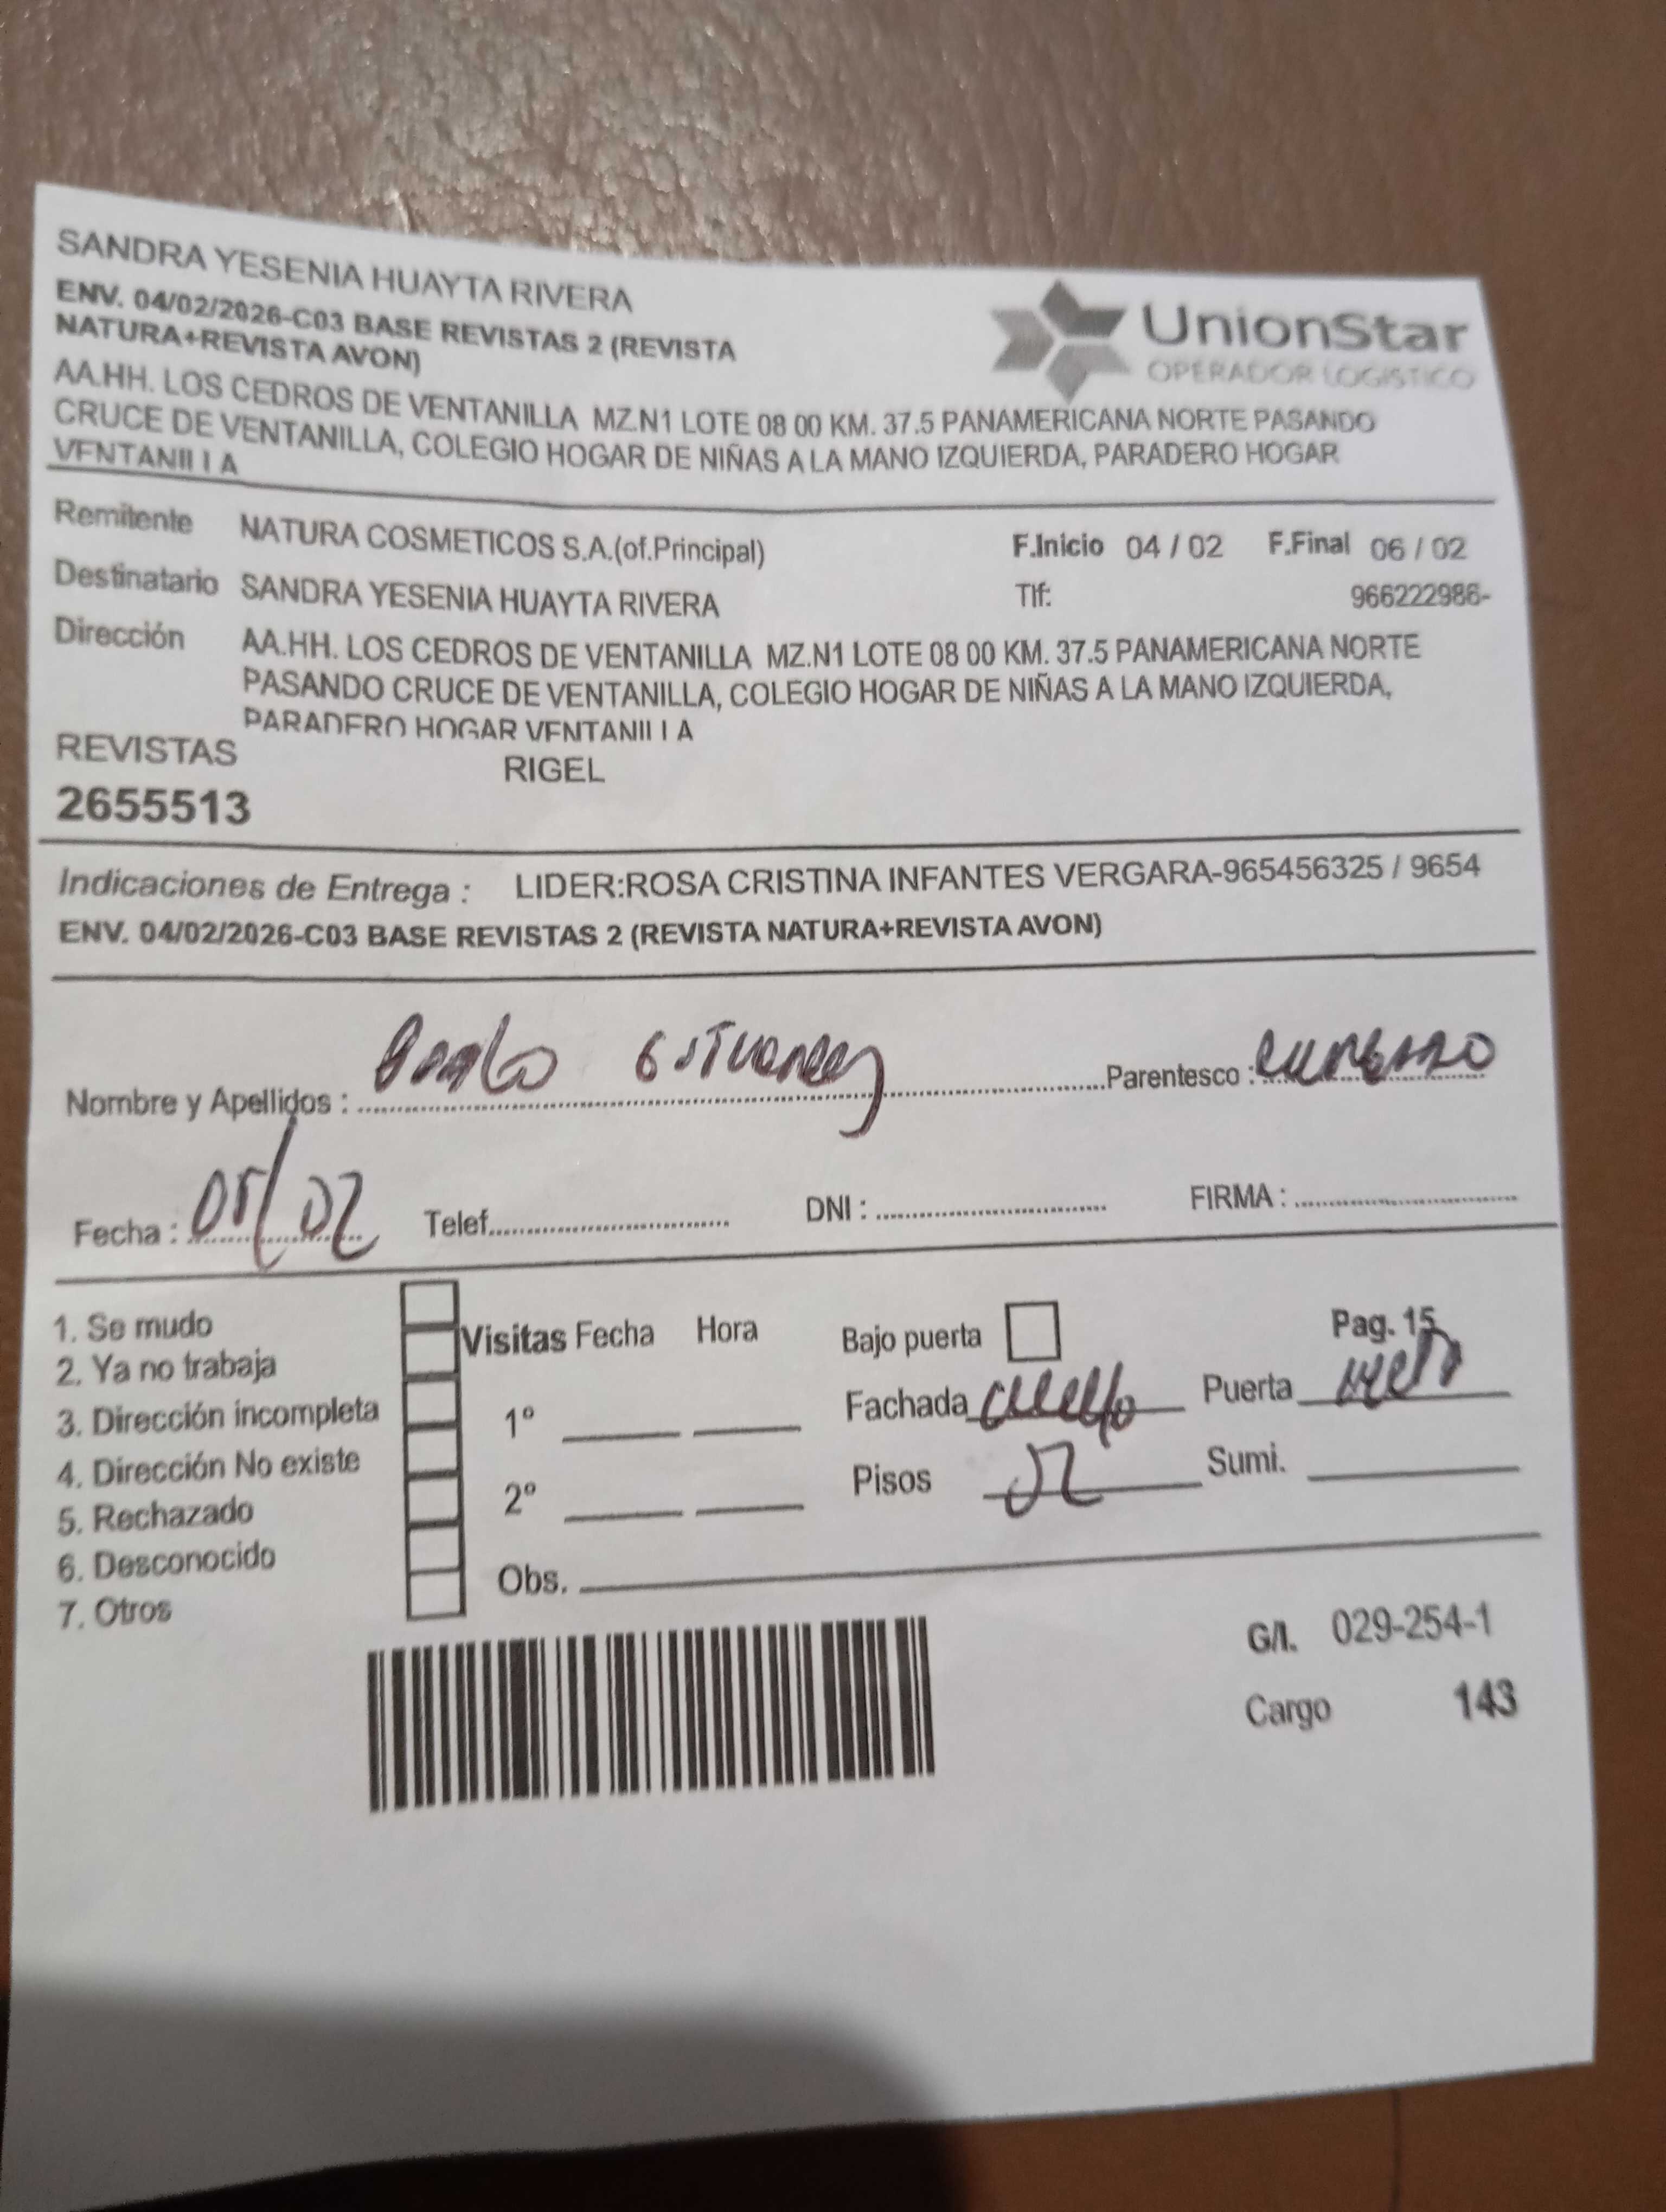 SANDRA YESENIA HUAYTA RIVERA
ENV. 04/02/2026-C03 BASE REVISTAS 2 (REVISTA
NATURA+REVISTA AVON)
UnionStar
OPERADOR LOGISTICO
AA.HH. LOS CEDROS DE VENTANILLA MZ.N1 LOTE 08 00 KM. 37.5 PANAMERICANA NORTE PASANDO
CRUCE DE VENTANILLA, COLEGIO HOGAR DE NIÑAS A LA MANO IZQUIERDA, PARADERO HOGAR
VENTANILLA
Remitente NATURA COSMETICOS S.A.(of.Principal) F.Inicio 04 / 02 F.Final 06 / 02
Destinatario SANDRA YESENIA HUAYTA RIVERA Tlf: 966222986-
Dirección AA.HH. LOS CEDROS DE VENTANILLA MZ.N1 LOTE 08 00 KM. 37.5 PANAMERICANA NORTE
PASANDO CRUCE DE VENTANILLA, COLEGIO HOGAR DE NIÑAS A LA MANO IZQUIERDA,
PARADERO HOGAR VENTANILLA
REVISTAS RIGEL
2655513
Indicaciones de Entrega : LIDER:ROSA CRISTINA INFANTES VERGARA-965456325 / 9654
ENV. 04/02/2026-C03 BASE REVISTAS 2 (REVISTA NATURA+REVISTA AVON)
Nombre y Apellidos : Parentesco :
Fecha : 05/02 Telef. DNI : FIRMA :
1. Se mudo
2. Ya no trabaja
3. Dirección incompleta
4. Dirección No existe
5. Rechazado
6. Desconocido
7. Otros
Visitas Fecha Hora
1º
2º
Obs.
Bajo puerta Pag. 15
Fachada Puerta
Pisos 02 Sumi.
G/I. 029-254-1
Cargo 143